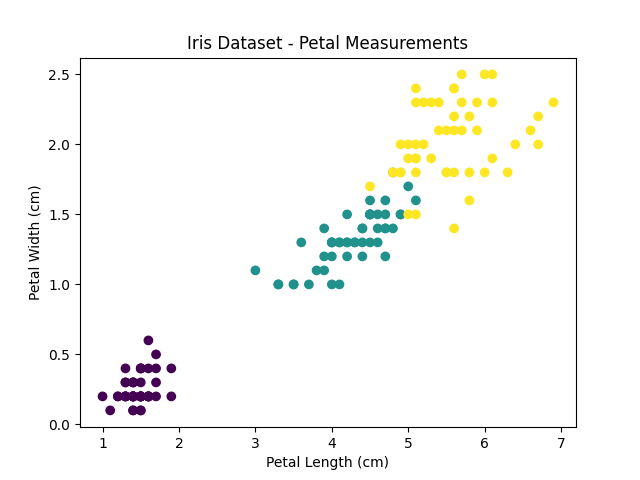 Iris Dataset - Petal Measurements
2.5
2.0
1.5
1.0
0.5
0.0
Petal Width (cm)
1 2 3 4 5 6 7
Petal Length (cm)